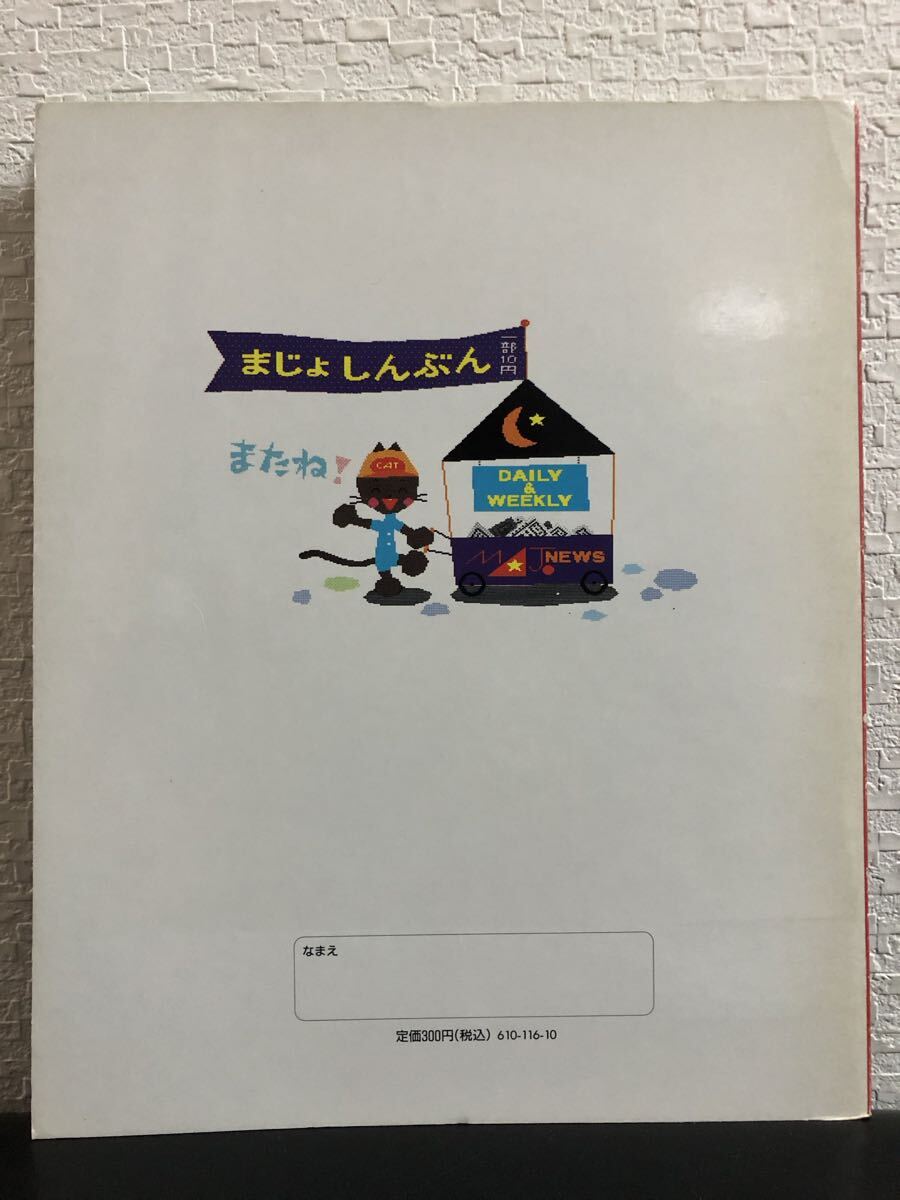 まじょしんぶん
一部10円
またね!
CAT
DAILY
&
WEEKLY
MAJ.NEWS
なまえ
定価300円(税込) 610-116-10